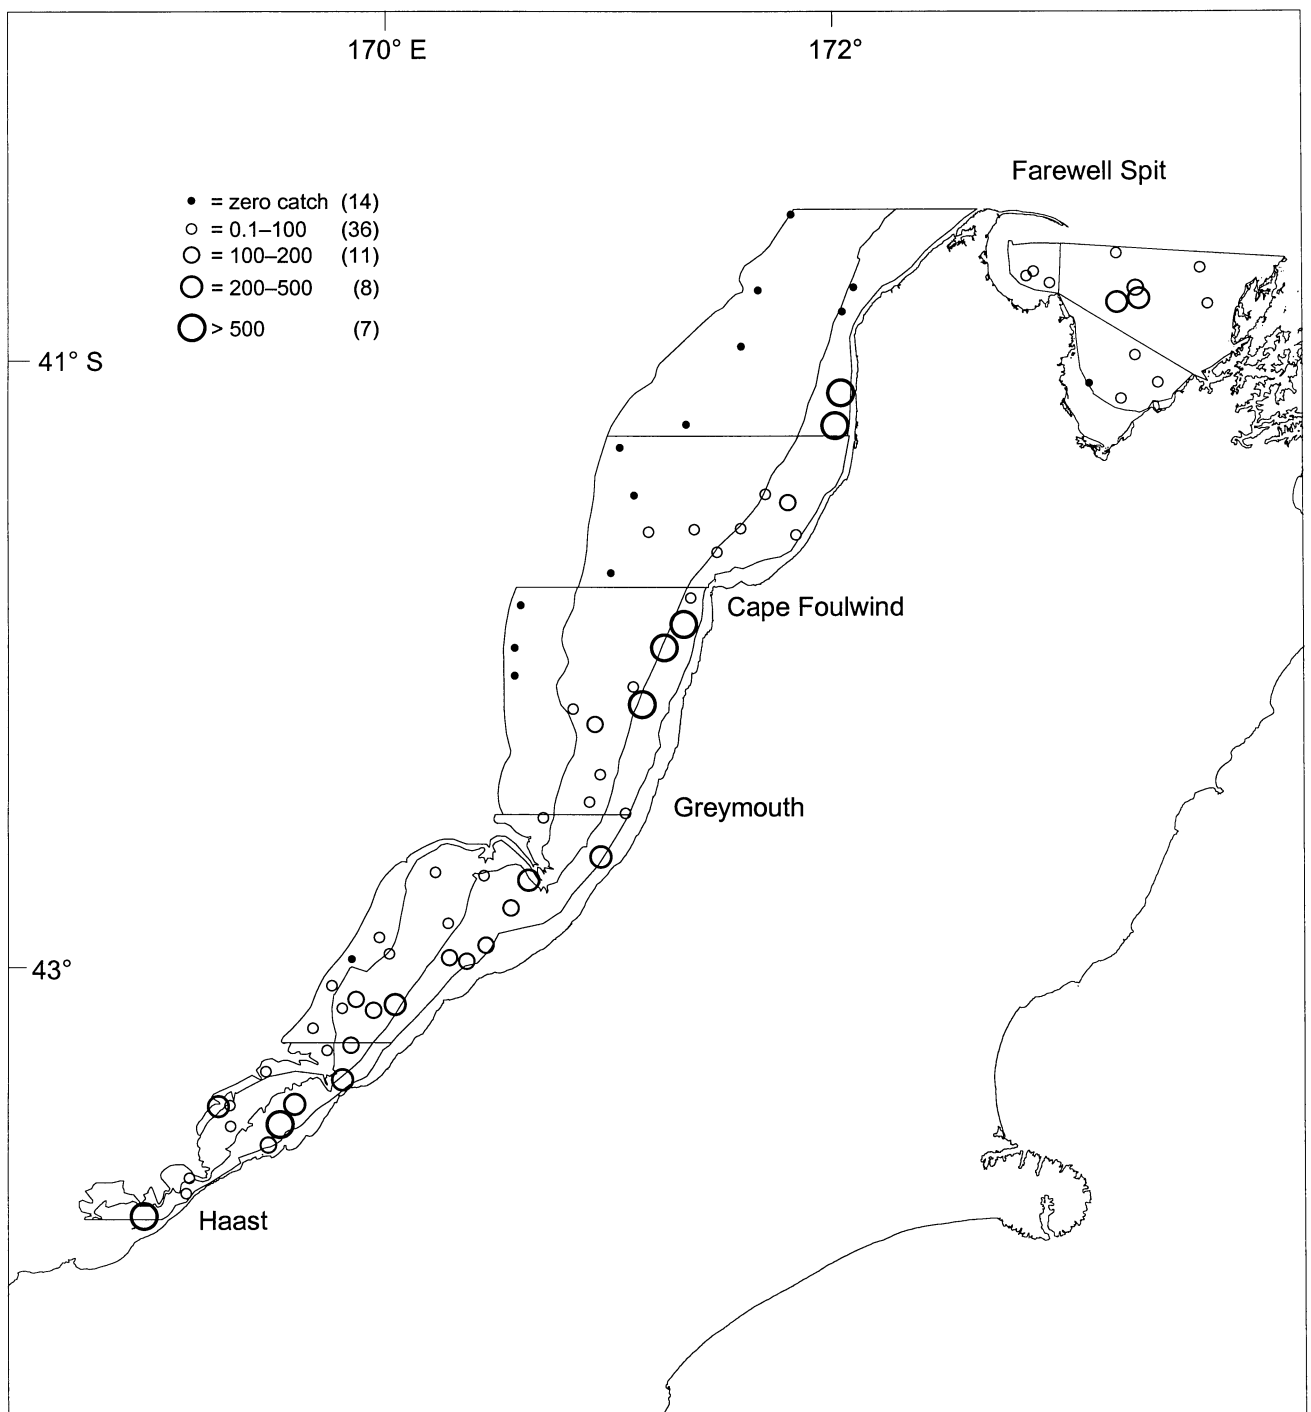 170° E 172°
Farewell Spit
• = zero catch (14)
○ = 0.1–100 (36)
○ = 100–200 (11)
○ = 200–500 (8)
○ > 500 (7)
41° S
Cape Foulwind
Greymouth
43°
Haast